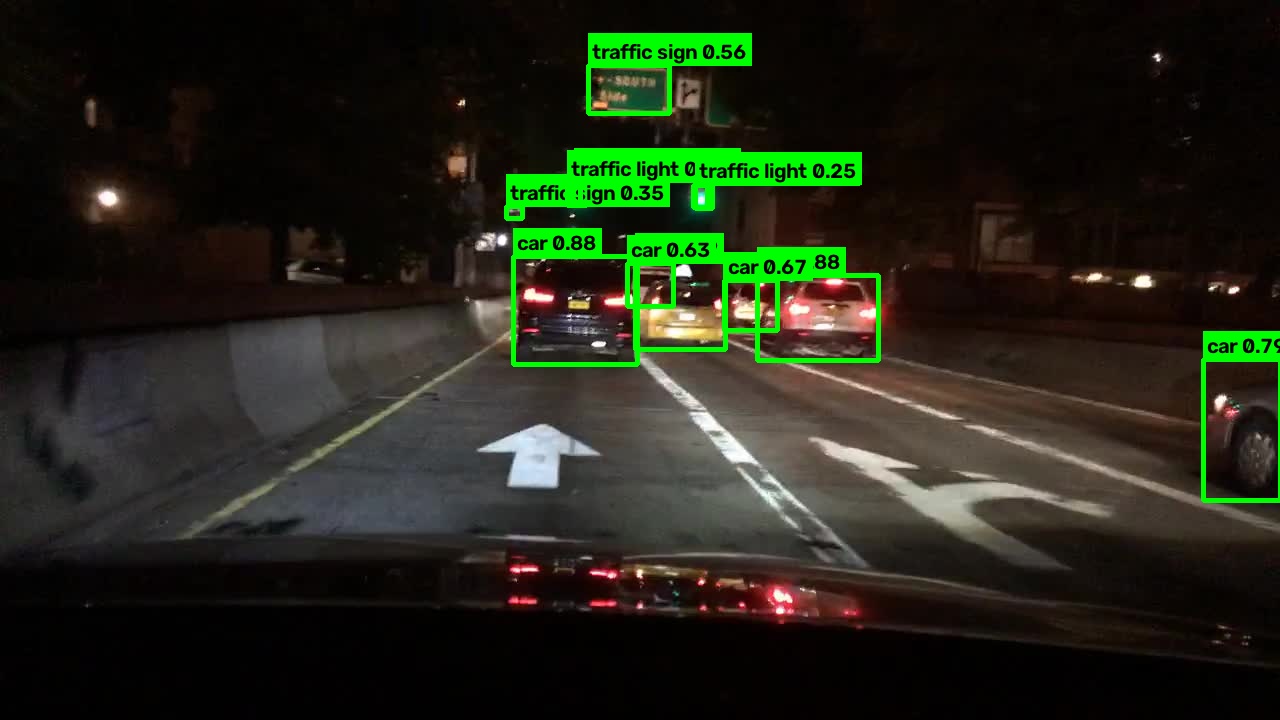 traffic sign 0.56
SOUTH
Side
traffic light 0
traffic light 0.25
traffic sign 0.35
car 0.88
car 0.63
car 0.67
88
car 0.79